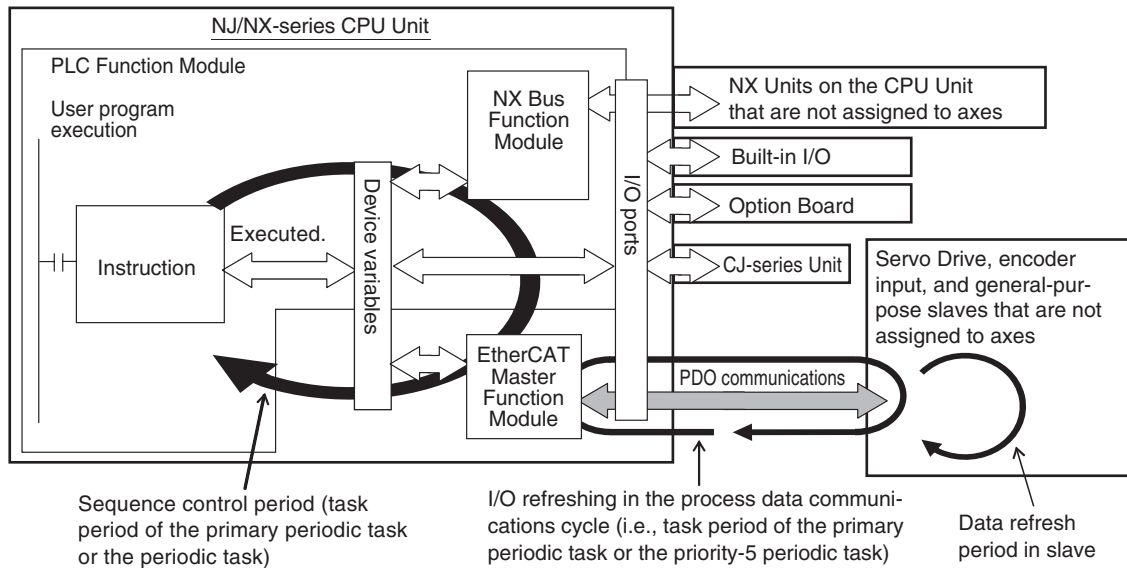 NJ/NX-series CPU Unit
PLC Function Module
User program
execution
NX Bus
Function
Module
NX Units on the CPU Unit
that are not assigned to axes
Built-in I/O
Option Board
CJ-series Unit
I/O ports
Device variables
Executed.
Instruction
Servo Drive, encoder
input, and general-pur-
pose slaves that are not
assigned to axes
EtherCAT
Master
Function
Module
PDO communications
Sequence control period (task
period of the primary periodic task
or the periodic task)
I/O refreshing in the process data communi-
cations cycle (i.e., task period of the primary
periodic task or the priority-5 periodic task)
Data refresh
period in slave